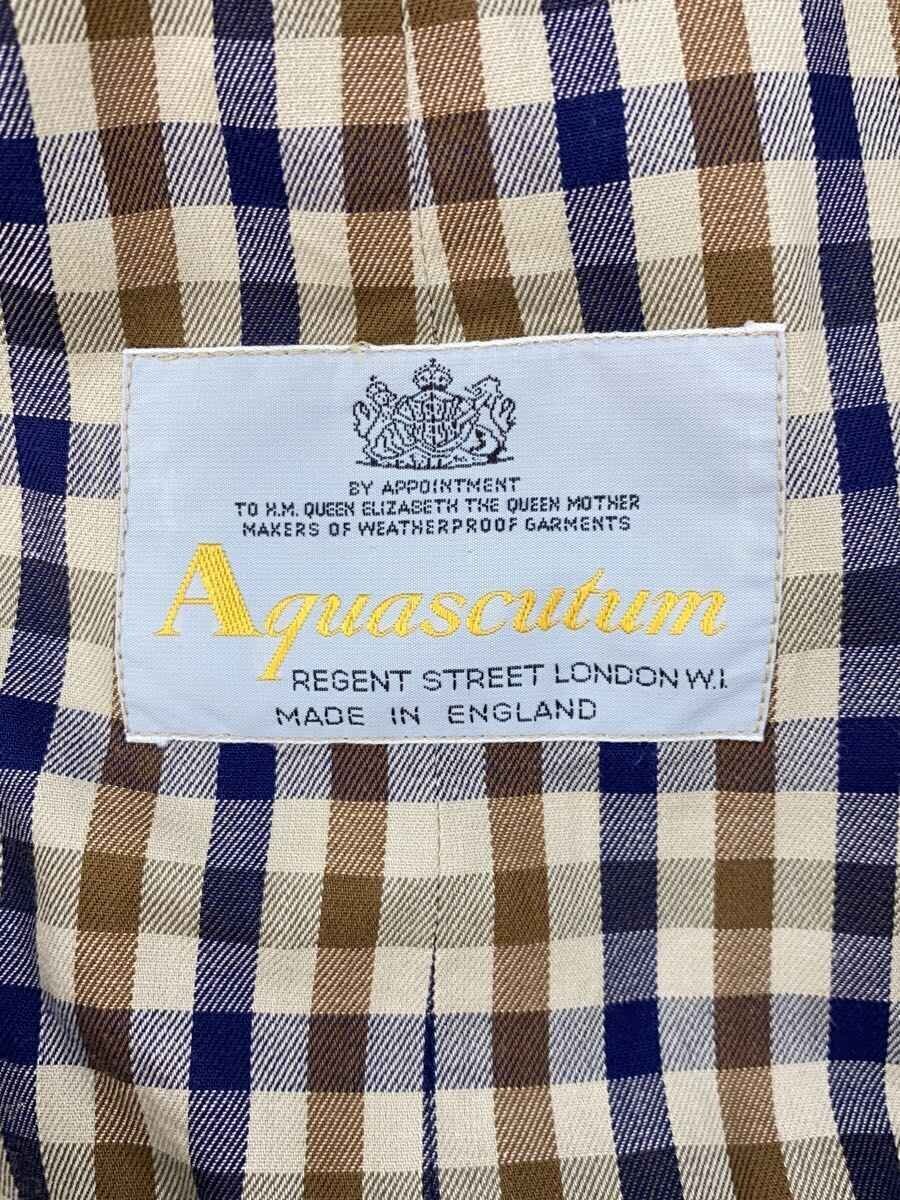 BY APPOINTMENT
TO H.M. QUEEN ELIZABETH THE QUEEN MOTHER
MAKERS OF WEATHERPROOF GARMENTS
Aquascutum
REGENT STREET LONDON W.I.
MADE IN ENGLAND